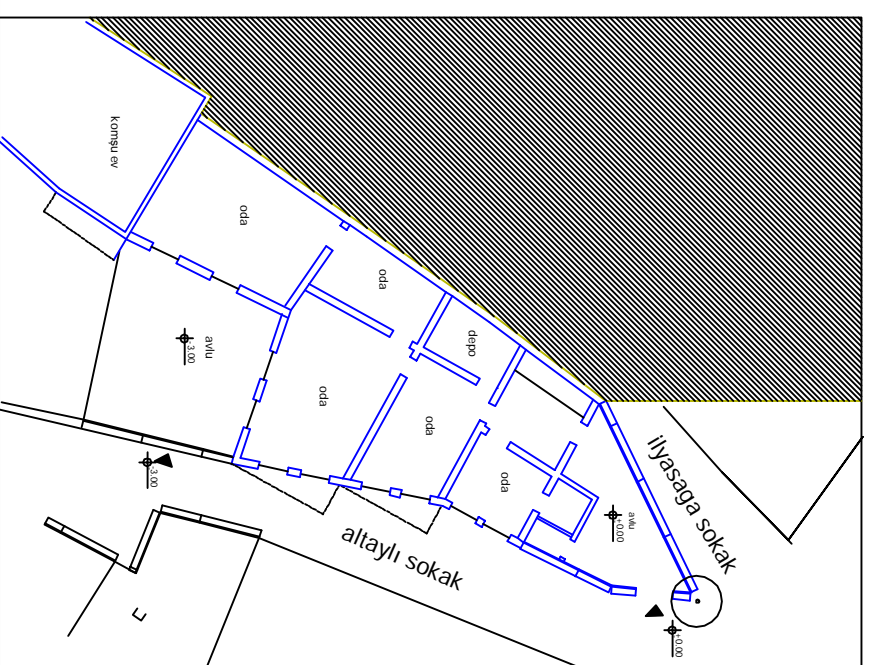 komşu ev
oda
oda
depo
avlu
3.00
oda
oda
oda
avlu
+0.00
ilyasaga sokak
3.00
altaylı sokak
+0.00
E